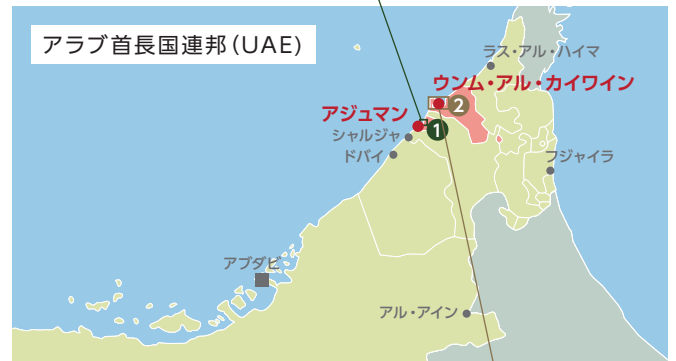 アラブ首長国連邦(UAE)
ラス・アル・ハイマ
ウンム・アル・カイワイン
2
アジュマン
1
シャルジャ
ドバイ
フジャイラ
アブダビ
アル・アイン